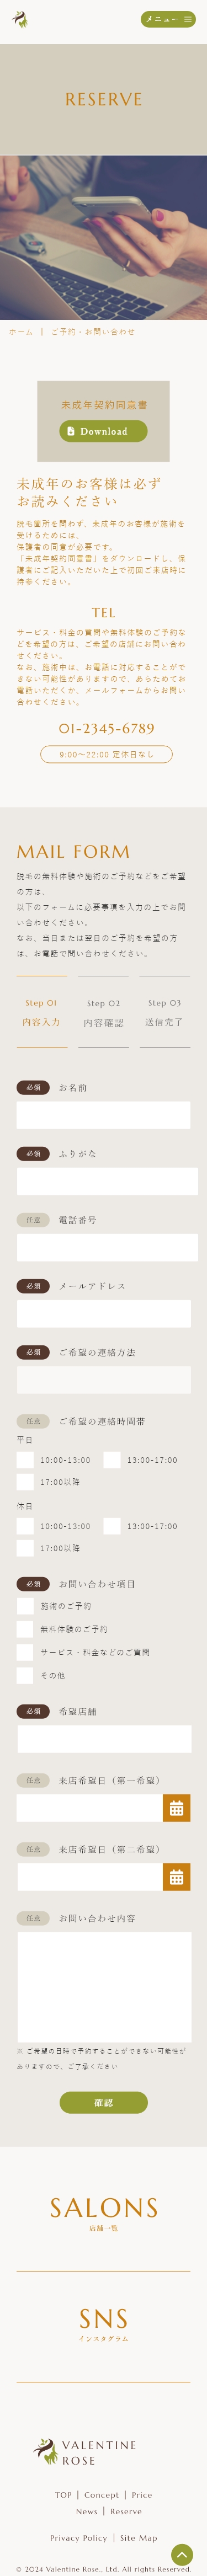 メニュー
RESERVE
ホーム | ご予約・お問い合わせ
未成年契約同意書
Download
未成年のお客様は必ず
お読みください
脱毛箇所を問わず、未成年のお客様が施術を
受けるためには、
保護者の同意が必要です。
「未成年契約同意書」をダウンロードし、保
護者にご記入いただいた上で初回ご来店時に
持参ください。
TEL
サービス・料金の質問や無料体験のご予約な
どを希望の方は、ご希望の店舗にお問い合わ
せください。
なお、施術中は、お電話に対応することがで
きない可能性がありますので、あらためてお
電話いただくか、メールフォームからお問い
合わせください。
01-2345-6789
9:00〜22:00 定休日なし
MAIL FORM
脱毛の無料体験や施術のご予約などをご希望
の方は、
以下のフォームに必要事項を入力の上でお問
い合わせください。
なお、当日または翌日のご予約を希望の方
は、お電話で問い合わせください。
Step 01
内容入力
Step 02
内容確認
Step 03
送信完了
必須 お名前
必須 ふりがな
任意 電話番号
必須 メールアドレス
必須 ご希望の連絡方法
任意 ご希望の連絡時間帯
平日
10:00-13:00 13:00-17:00
17:00以降
休日
10:00-13:00 13:00-17:00
17:00以降
必須 お問い合わせ項目
施術のご予約
無料体験のご予約
サービス・料金などのご質問
その他
必須 希望店舗
任意 来店希望日（第一希望）
任意 来店希望日（第二希望）
任意 お問い合わせ内容
※ ご希望の日時で予約することができない可能性が
ありますので、ご了承ください
確認
SALONS
店舗一覧
SNS
インスタグラム
VALENTINE
ROSE
TOP | Concept | Price
News | Reserve
Privacy Policy | Site Map
© 2024 Valentine Rose., Ltd. All rights Reserved.